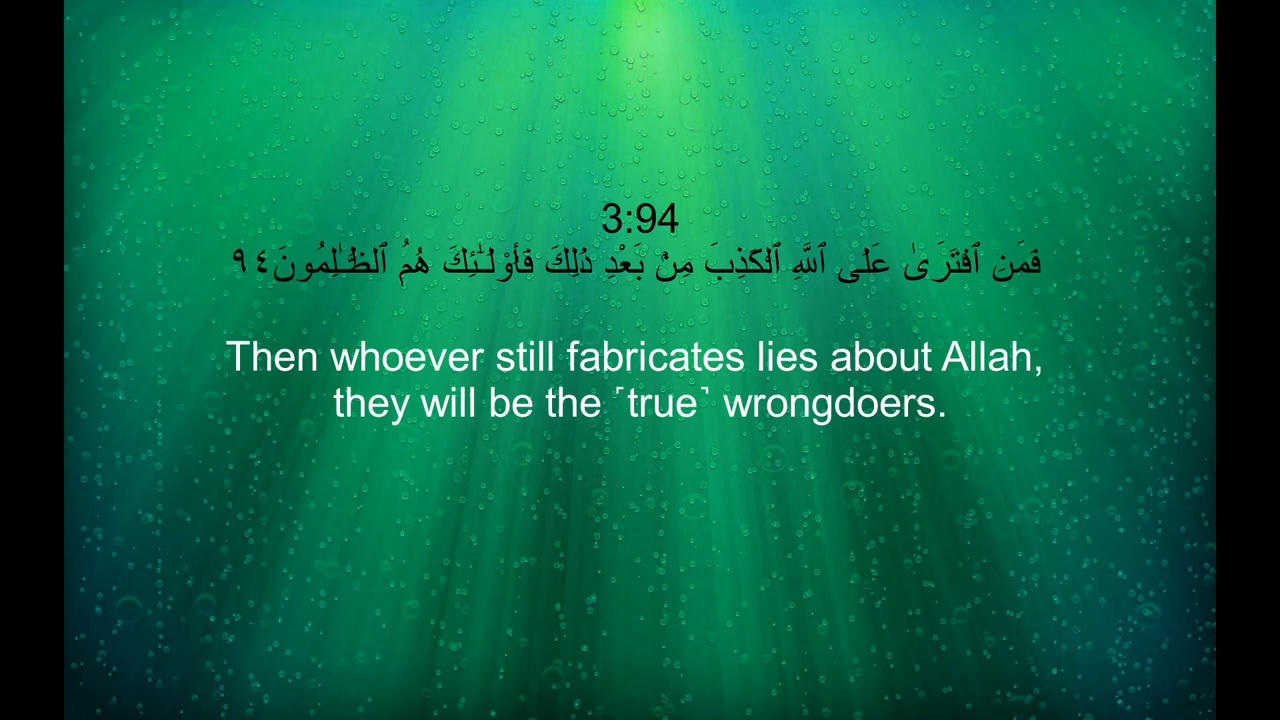 3:94
فَمَنِ ٱفْتَرَىٰ عَلَى ٱللَّهِ ٱلْكَذِبَ مِنۢ بَعْدِ ذَٰلِكَ فَأُو۟لَـٰٓئِكَ هُمُ ٱلظَّـٰلِمُونَ ٩٤
Then whoever still fabricates lies about Allah,
they will be the ˹true˺ wrongdoers.